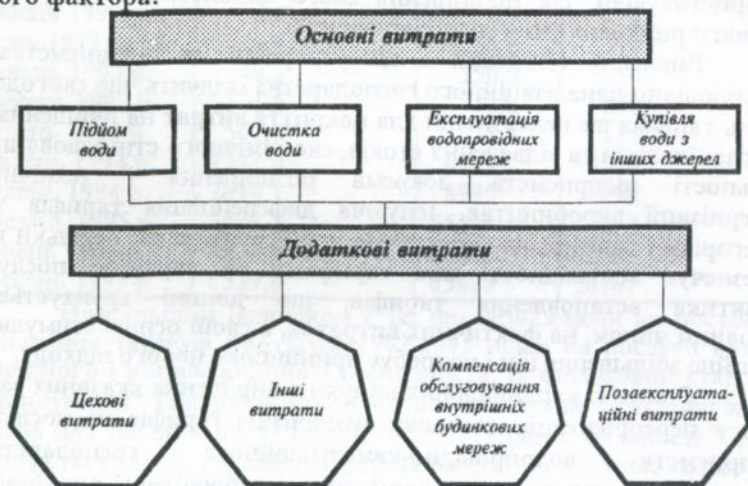 ого фактора.
Основні витрати
Підйом
води
Очистка
води
Експлуатація
водопровідних
мереж
Купівля
води з
інших джерел
Додаткові витрати
Цехові
витрати
Інші
витрати
Компенсація
обслуговування
внутрішніх
будинкових
мереж
Позаексплуата-
ційні витрати